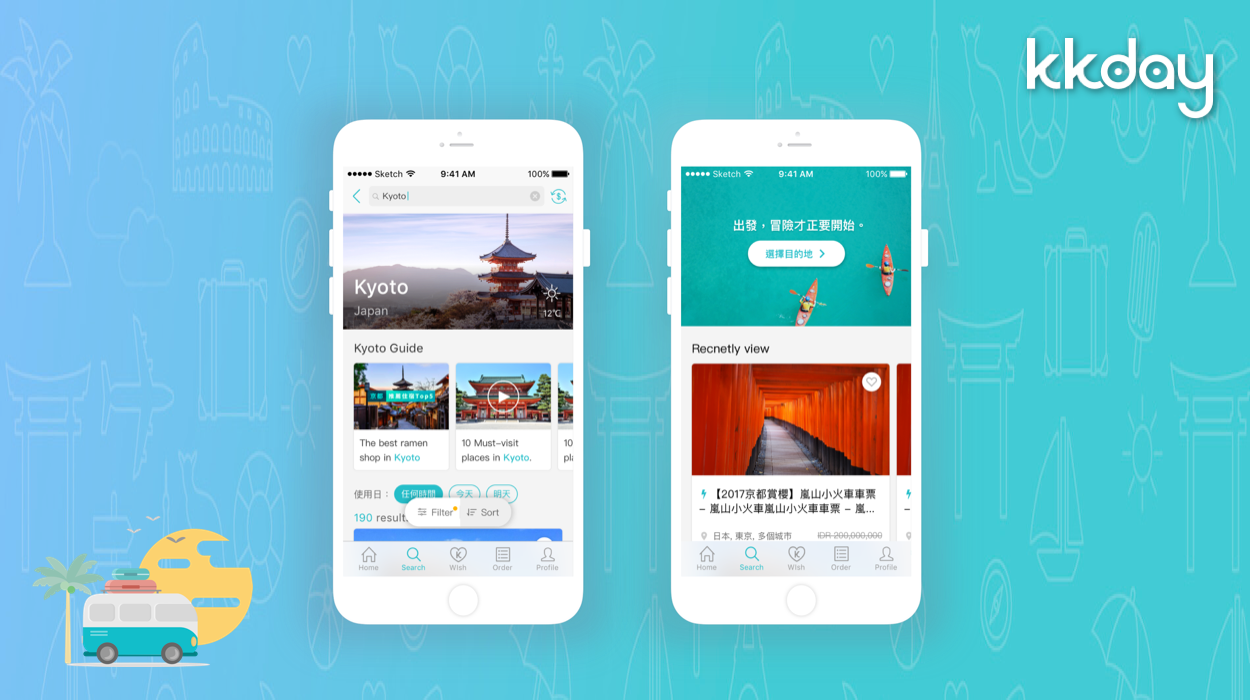 kkday
Sketch 9:41 AM 100%
Kyoto
Kyoto
Japan
12°C
Kyoto Guide
京都 推薦住宿Top5
The best ramen
shop in Kyoto
10 Must-visit
places in Kyoto.
10
pl
使用日：
任何時間
今天
明天
190 results
Filter
Sort
Home
Search
Wish
Order
Profile
Sketch 9:41 AM 100%
出發，冒險才正要開始。
選擇目的地
Recnetly view
【2017京都賞櫻】嵐山小火車車票
– 嵐山小火車嵐山小火車車票 – 嵐...
日本, 東京, 多個城市
IDR 200,000,000
Home
Search
Wish
Order
Profile